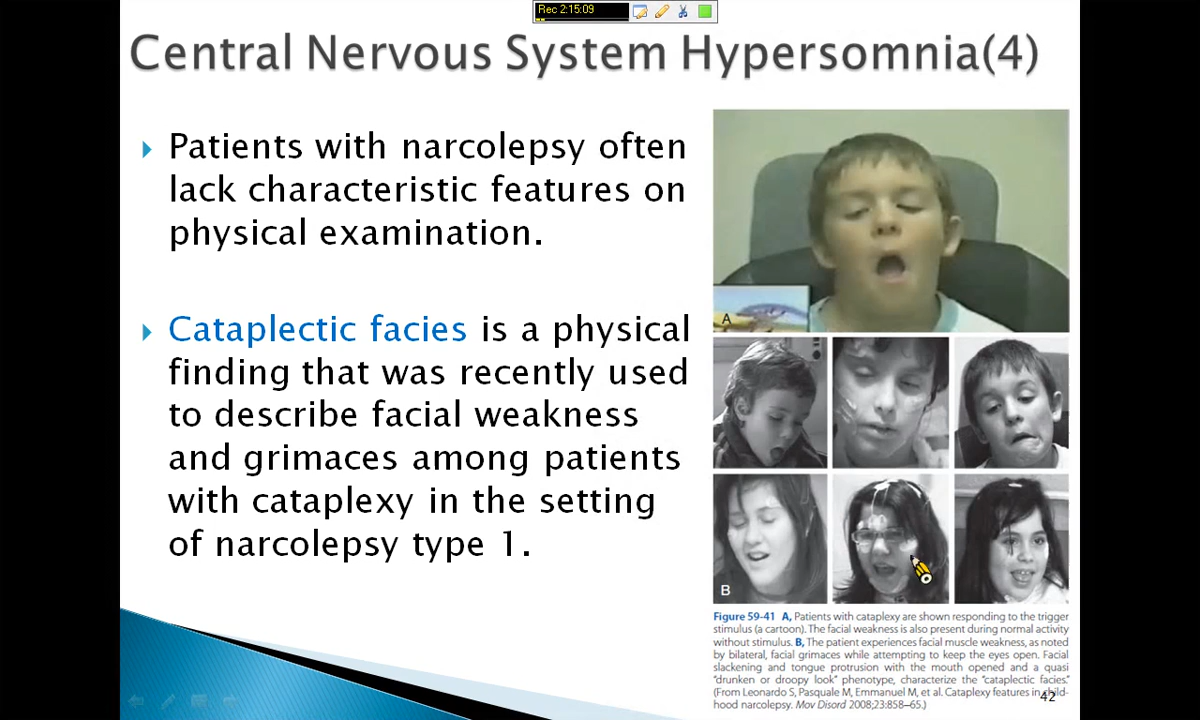 Rec 2:15:09
Central Nervous System Hypersomnia(4)
Patients with narcolepsy often
lack characteristic features on
physical examination.
Cataplectic facies is a physical
finding that was recently used
to describe facial weakness
and grimaces among patients
with cataplexy in the setting
of narcolepsy type 1.
A
B
Figure 59-41 A, Patients with cataplexy are shown responding to the trigger
stimulus (a cartoon). The facial weakness is also present during normal activity
without stimulus. B, The patient experiences facial muscle weakness, as noted
by bilateral, facial grimaces while attempting to keep the eyes open. Facial
slackening and tongue protrusion with the mouth opened and a quasi
"drunken or droopy look" phenotype, characterize the "cataplectic facies."
(From Leonardo S, Pasquale M, Emmanuel M, et al. Cataplexy features in child-
hood narcolepsy. Mov Disord 2008;23:858–65.)
42